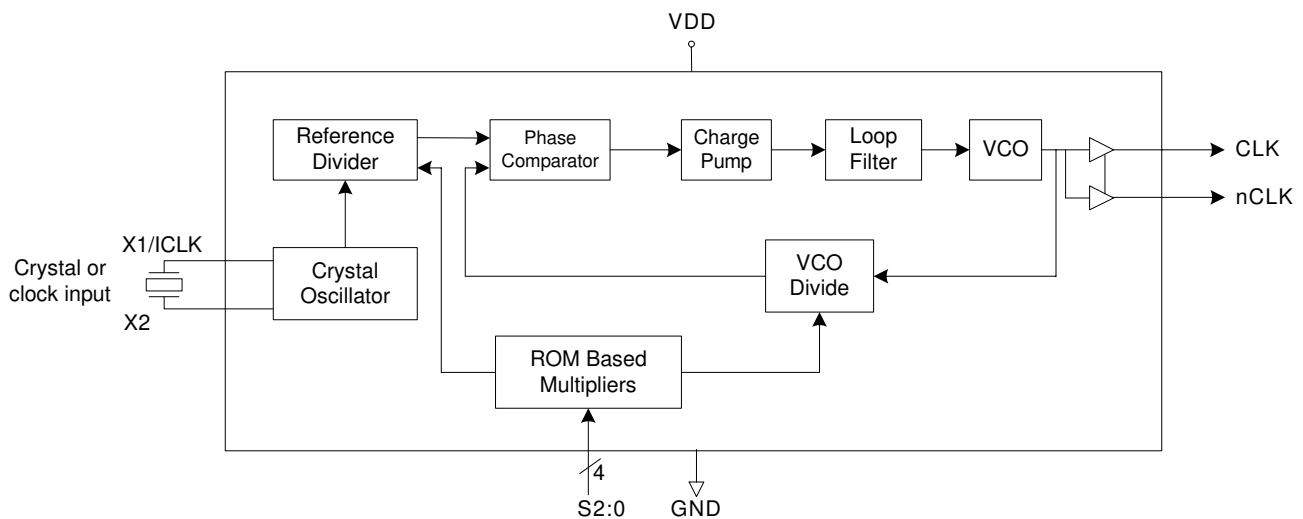 VDD
Reference
Divider
Phase
Comparator
Charge
Pump
Loop
Filter
VCO
CLK
nCLK
X1/ICLK
Crystal or
clock input
X2
Crystal
Oscillator
VCO
Divide
ROM Based
Multipliers
4
S2:0
GND